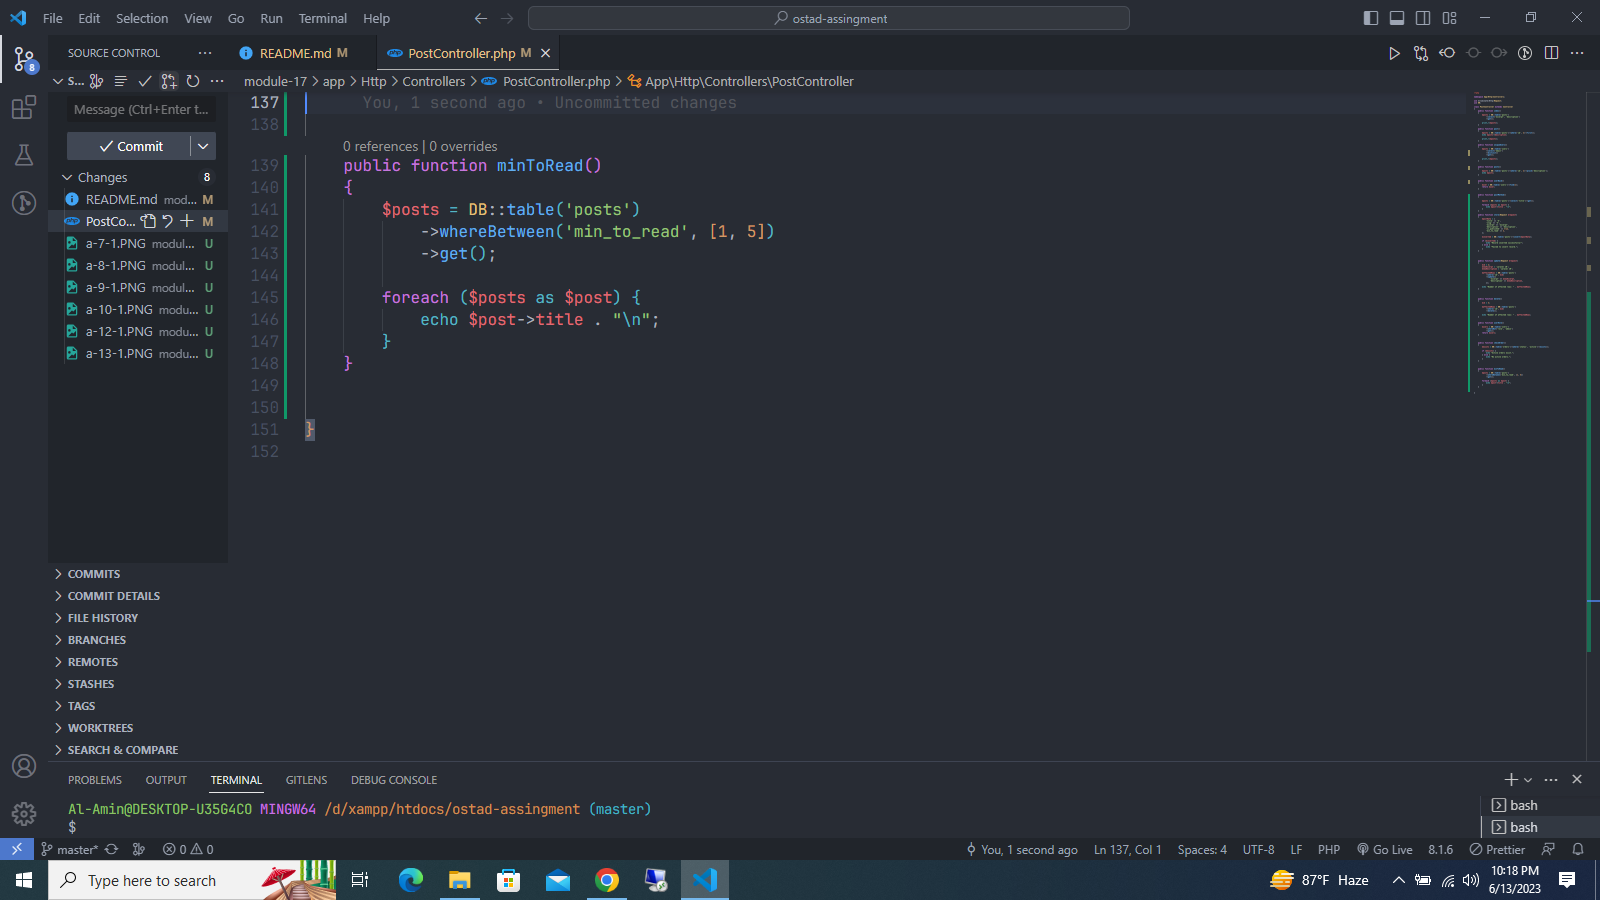 File Edit Selection View Go Run Terminal Help
ostad-assingment
SOURCE CONTROL
README.md M
PostController.php M
S...
module-17 > app > Http > Controllers > PostController.php > App\Http\Controllers\PostController
Message (Ctrl+Enter t...
Commit
Changes 8
README.md mod... M
PostCo... M
a-7-1.PNG modul... U
a-8-1.PNG modul... U
a-9-1.PNG modul... U
a-10-1.PNG modu... U
a-12-1.PNG modu... U
a-13-1.PNG modu... U
COMMITS
COMMIT DETAILS
FILE HISTORY
BRANCHES
REMOTES
STASHES
TAGS
WORKTREES
SEARCH & COMPARE
8
137 You, 1 second ago • Uncommitted changes
138
0 references | 0 overrides
139 public function minToRead()
140 {
141 $posts = DB::table('posts')
142 ->whereBetween('min_to_read', [1, 5])
143 ->get();
144
145 foreach ($posts as $post) {
146 echo $post->title . "\n";
147 }
148 }
149
150
151 }
152
PROBLEMS OUTPUT TERMINAL GITLENS DEBUG CONSOLE
Al-Amin@DESKTOP-U35G4CO MINGW64 /d/xampp/htdocs/ostad-assingment (master)
$
bash
bash
master* 0 0 You, 1 second ago Ln 137, Col 1 Spaces: 4 UTF-8 LF PHP Go Live 8.1.6 Prettier
Type here to search
87°F Haze
10:18 PM
6/13/2023